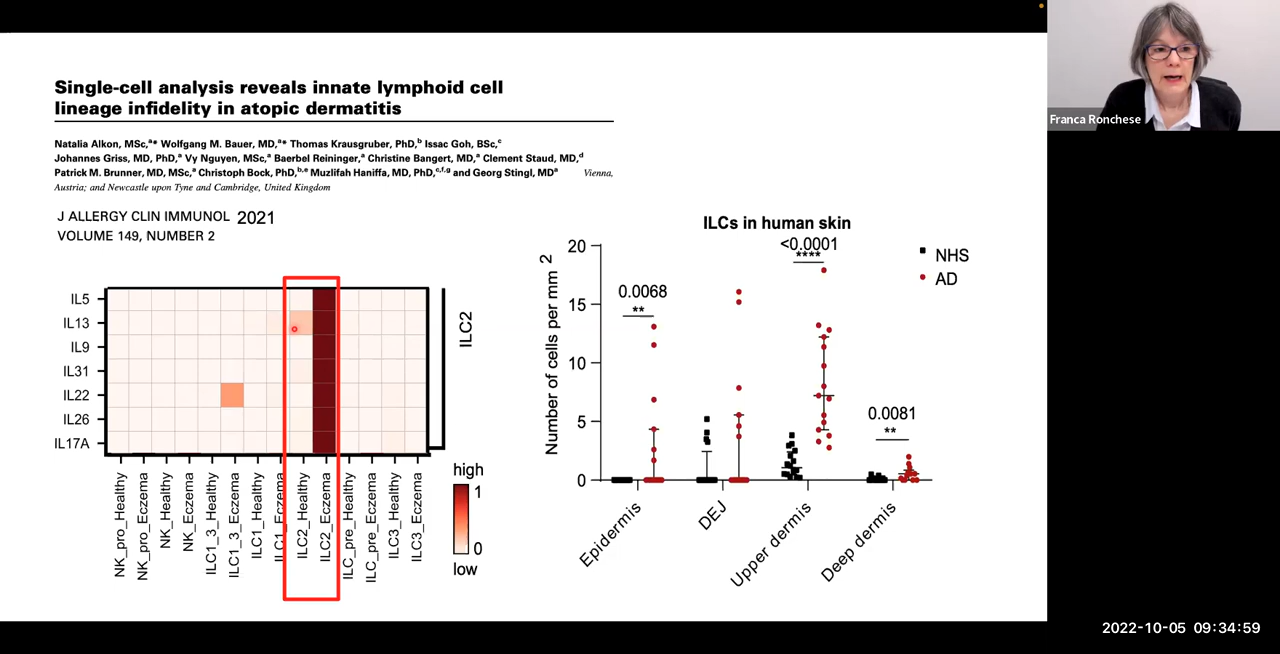 Single-cell analysis reveals innate lymphoid cell
lineage infidelity in atopic dermatitis
Natalia Alkon, MSc,a* Wolfgang M. Bauer, MD,a* Thomas Krausgruber, PhD,b Issac Goh, BSc,c
Johannes Griss, MD, PhD,a Vy Nguyen, MSc,a Baerbel Reininger,a Christine Bangert, MD,a Clement Staud, MD,d
Patrick M. Brunner, MD, MSc,a Christoph Bock, PhD,b,e Muzlifah Haniffa, MD, PhD,c,f,g and Georg Stingl, MDa Vienna,
Austria; and Newcastle upon Tyne and Cambridge, United Kingdom
J ALLERGY CLIN IMMUNOL 2021
VOLUME 149, NUMBER 2
IL5
IL13
IL9
IL31
IL22
IL26
IL17A
ILC2
NK_pro_Healthy
NK_pro_Eczema
NK_Healthy
NK_Eczema
ILC1_3_Healthy
ILC1_3_Eczema
ILC1_Healthy
ILC1_Eczema
ILC2_Healthy
ILC2_Eczema
ILC_pre_Healthy
ILC_pre_Eczema
ILC3_Healthy
ILC3_Eczema
high
1
0
low
ILCs in human skin
Number of cells per mm 2
20
15
10
5
0
0.0068
**
<0.0001
****
0.0081
**
NHS
AD
Epidermis
DEJ
Upper dermis
Deep dermis
Franca Ronchese
2022-10-05 09:34:59